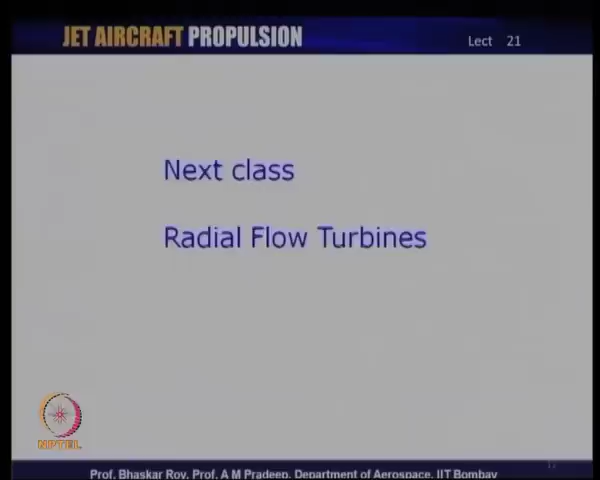 JET AIRCRAFT PROPULSION
Lect 21
Next class
Radial Flow Turbines
NPTEL
Prof. Bhaskar Roy, Prof. A M Pradeep, Department of Aerospace, IIT Bombay